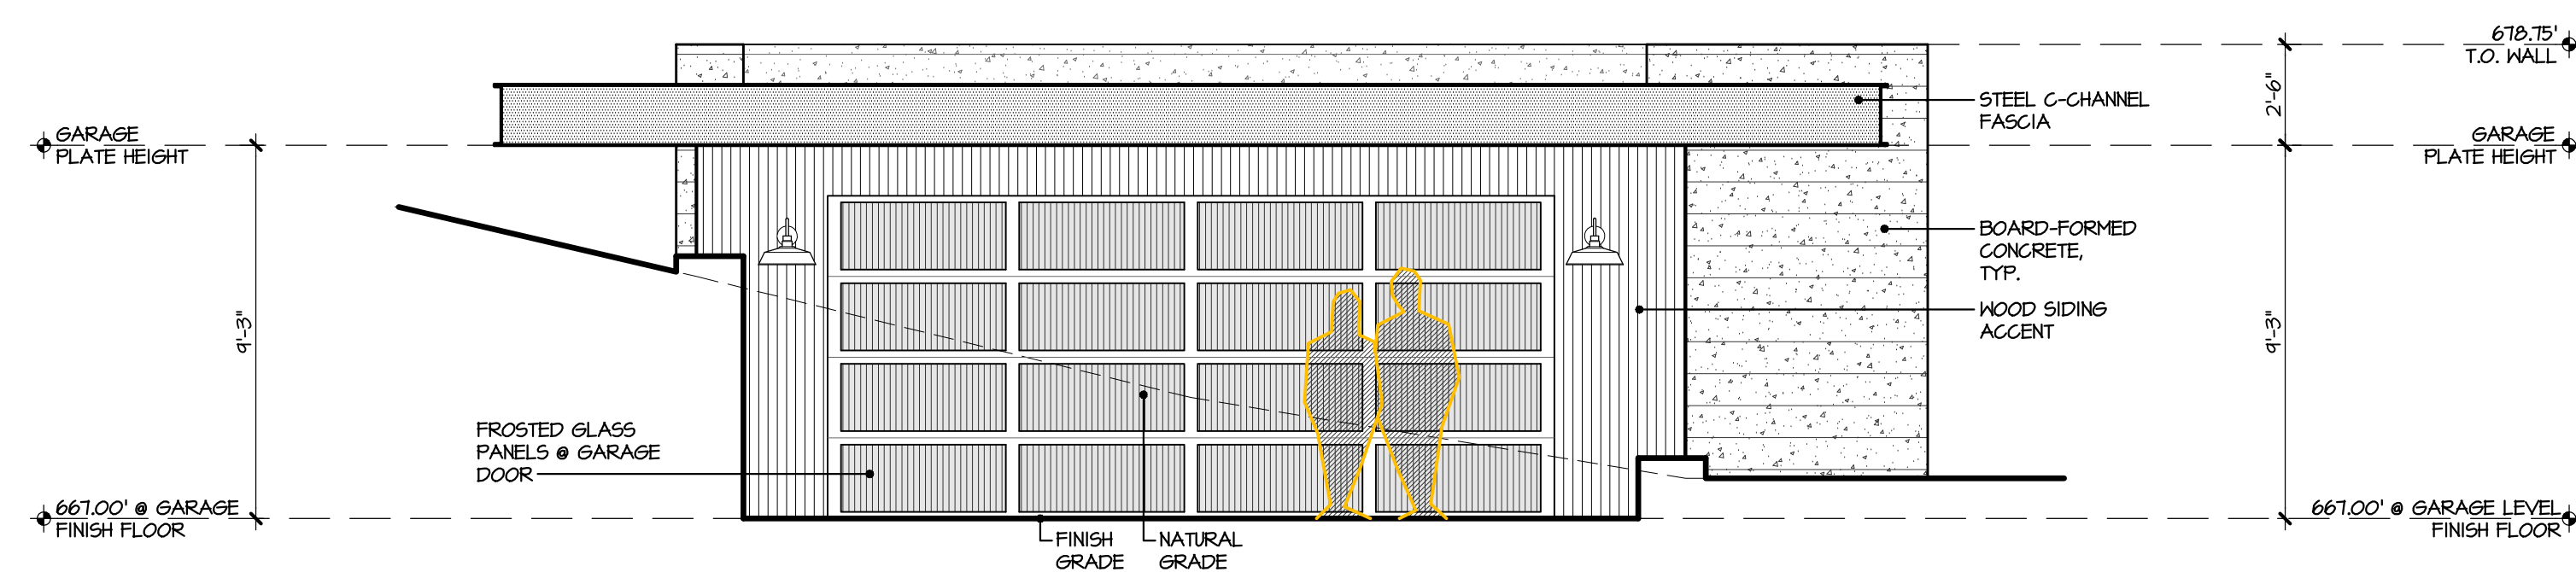 678.75'
T.O. WALL
2'-6"
STEEL C-CHANNEL
FASCIA
GARAGE
PLATE HEIGHT
GARAGE
PLATE HEIGHT
BOARD-FORMED
CONCRETE,
TYP.
WOOD SIDING
ACCENT
9'-3"
9'-3"
FROSTED GLASS
PANELS @ GARAGE
DOOR
667.00' @ GARAGE
FINISH FLOOR
667.00' @ GARAGE LEVEL
FINISH FLOOR
FINISH
GRADE
NATURAL
GRADE